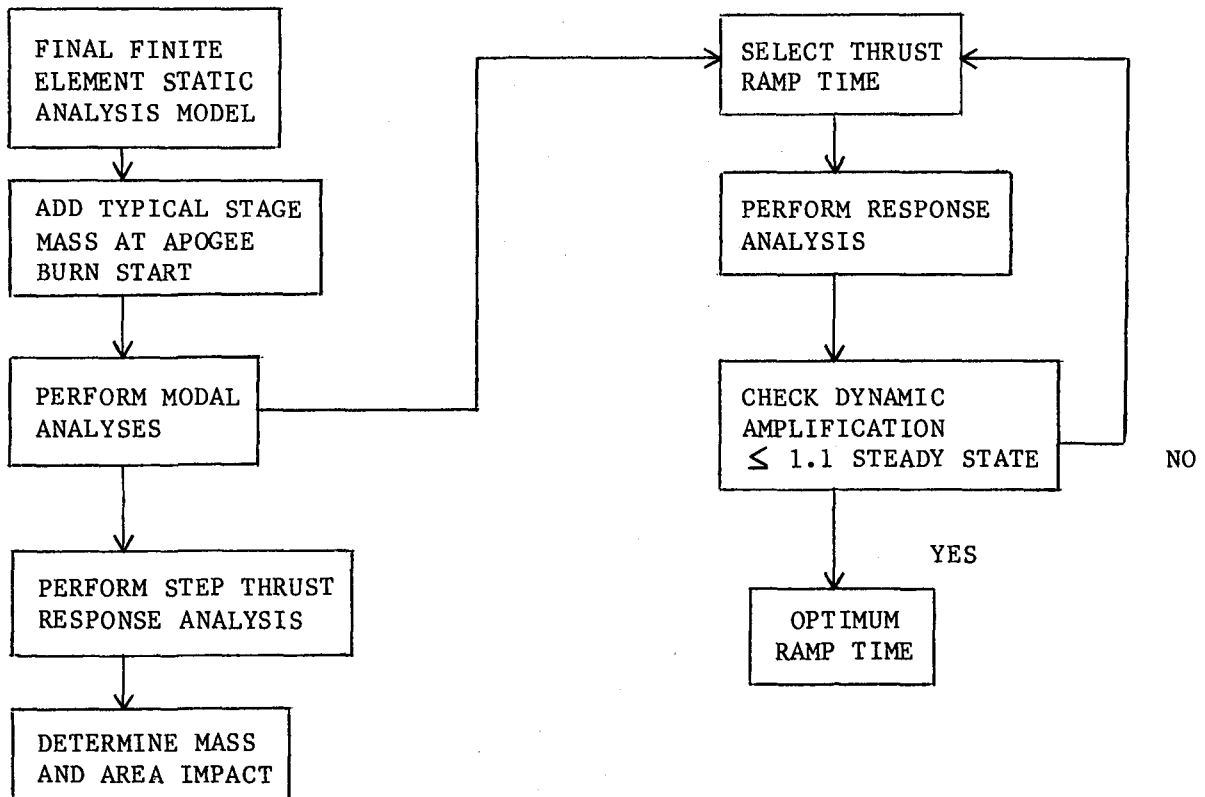 FINAL FINITE
ELEMENT STATIC
ANALYSIS MODEL
ADD TYPICAL STAGE
MASS AT APOGEE
BURN START
PERFORM MODAL
ANALYSES
PERFORM STEP THRUST
RESPONSE ANALYSIS
DETERMINE MASS
AND AREA IMPACT
SELECT THRUST
RAMP TIME
PERFORM RESPONSE
ANALYSIS
CHECK DYNAMIC
AMPLIFICATION
≤ 1.1 STEADY STATE
NO
YES
OPTIMUM
RAMP TIME